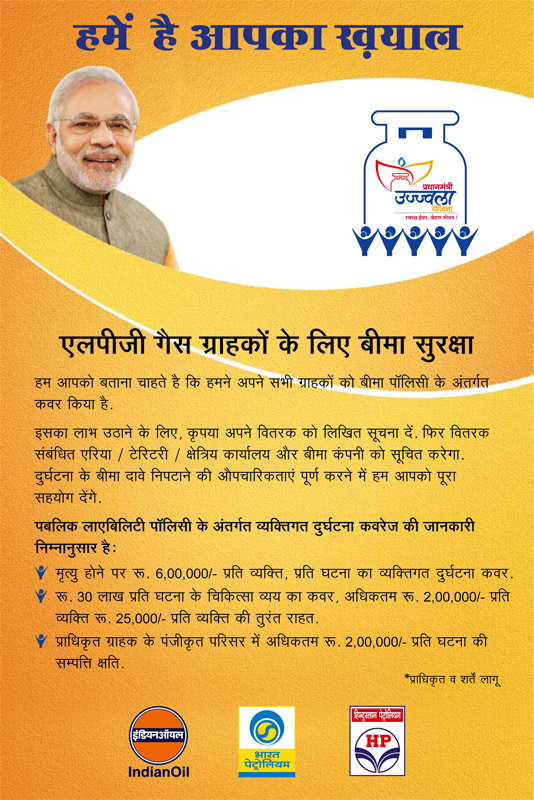 हमें है आपका ख़याल
प्रधानमंत्री
उज्ज्वला
योजना
स्वच्छ ईंधन, बेहतर जीवन !
एलपीजी गैस ग्राहकों के लिए बीमा सुरक्षा
हम आपको बताना चाहते है कि हमने अपने सभी ग्राहकों को बीमा पॉलिसी के अंतर्गत
कवर किया है.
इसका लाभ उठाने के लिए, कृपया अपने वितरक को लिखित सूचना दें. फिर वितरक
संबंधित एरिया / टेरिटरी / क्षेत्रिय कार्यालय और बीमा कंपनी को सूचित करेगा.
दुर्घटना के बीमा दावे निपटाने की औपचारिकताएं पूर्ण करने में हम आपको पूरा
सहयोग देंगे.
पबलिक लाएबिलिटी पॉलिसी के अंतर्गत व्यक्तिगत दुर्घटना कवरेज की जानकारी
निम्नानुसार है:
मृत्यु होने पर रू. 6,00,000/- प्रति व्यक्ति, प्रति घटना का व्यक्तिगत दुर्घटना कवर.
रू. 30 लाख प्रति घटना के चिकित्सा व्यय का कवर, अधिकतम रू. 2,00,000/- प्रति
व्यक्ति रू. 25,000/- प्रति व्यक्ति की तुरंत राहत.
प्राधिकृत ग्राहक के पंजीकृत परिसर में अधिकतम रू. 2,00,000/- प्रति घटना की
सम्पत्ति क्षति.
*प्राधिकृत व शर्तें लागू
इंडियनऑयल
IndianOil
भारत
पेट्रोलियम
हिन्दुस्तान पेट्रोलियम
HP